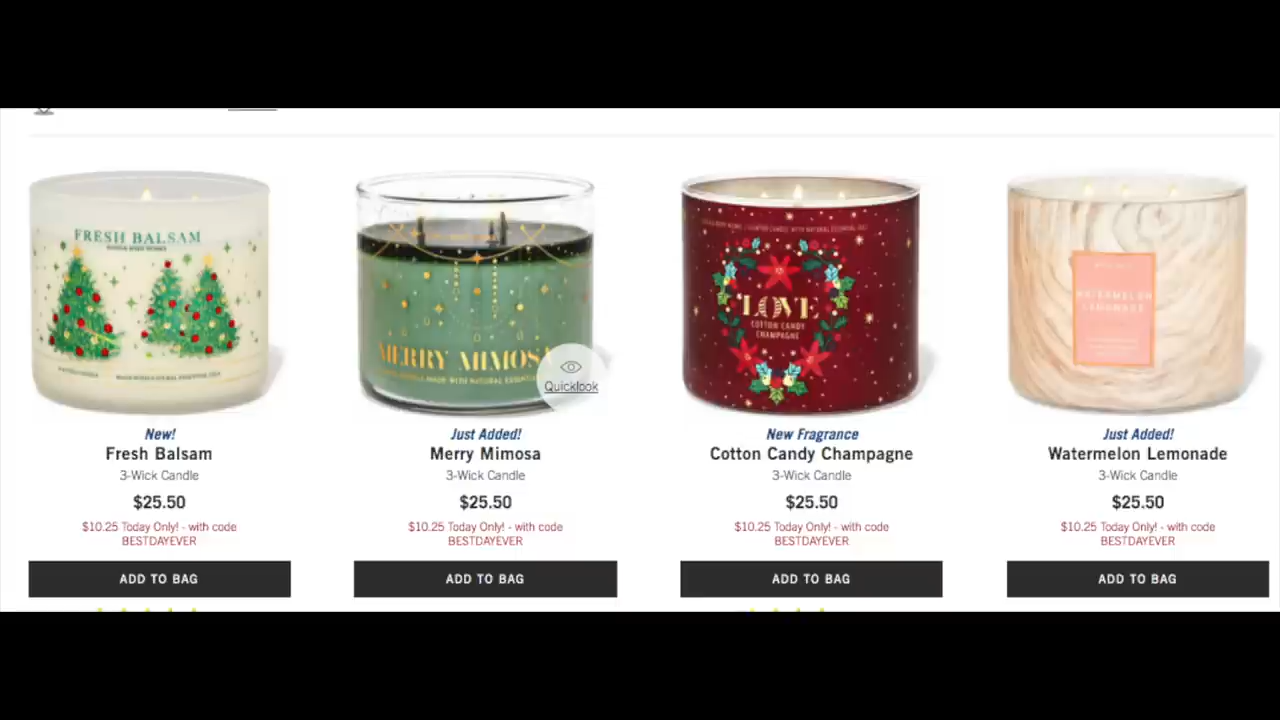 FRESH BALSAM
MERRY MIMOSA
Quicklook
LOVE
COTTON CANDY
CHAMPAGNE
WATERMELON
LEMONADE
New!
Just Added!
New Fragrance
Just Added!
Fresh Balsam
Merry Mimosa
Cotton Candy Champagne
Watermelon Lemonade
3-Wick Candle
3-Wick Candle
3-Wick Candle
3-Wick Candle
$25.50
$25.50
$25.50
$25.50
$10.25 Today Only! - with code
BESTDAYEVER
$10.25 Today Only! - with code
BESTDAYEVER
$10.25 Today Only! - with code
BESTDAYEVER
$10.25 Today Only! - with code
BESTDAYEVER
ADD TO BAG
ADD TO BAG
ADD TO BAG
ADD TO BAG